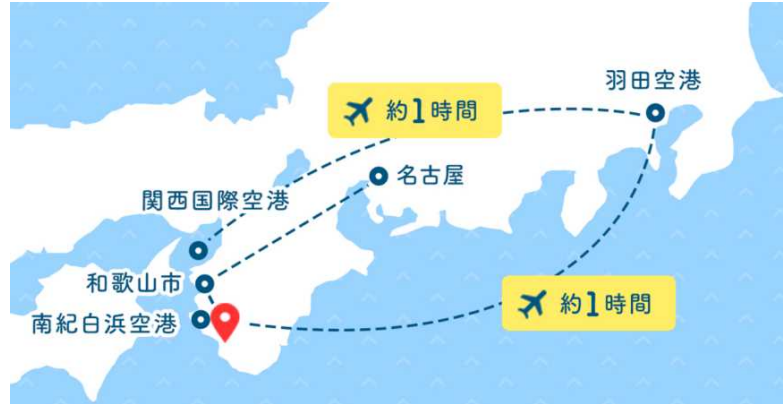 羽田空港
約1時間
名古屋
関西国際空港
和歌山市
約1時間
南紀白浜空港